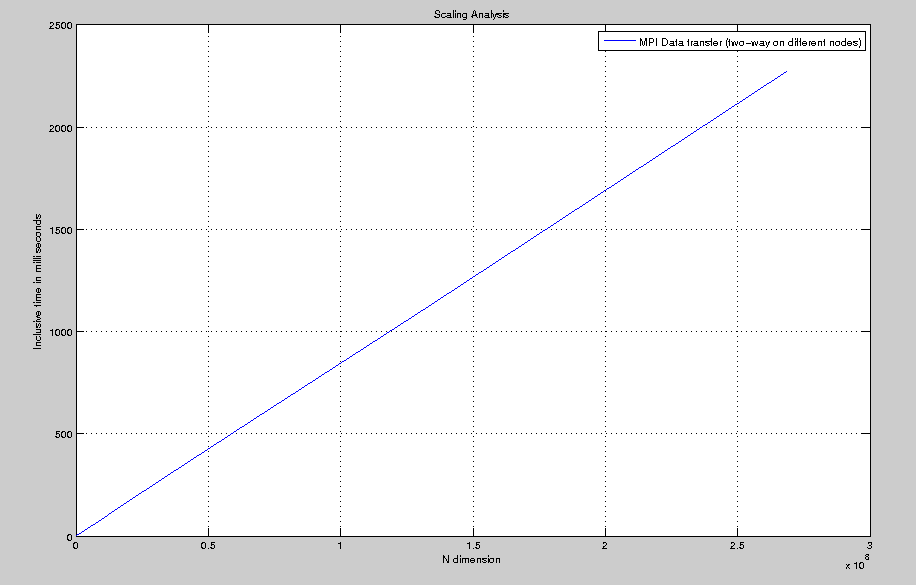 Scaling Analysis
MPI Data transfer (two-way on different nodes)
2500
2000
1500
1000
500
0
Inclusive time in milliseconds
0 0.5 1 1.5 2 2.5 3
x 10^8
N dimension